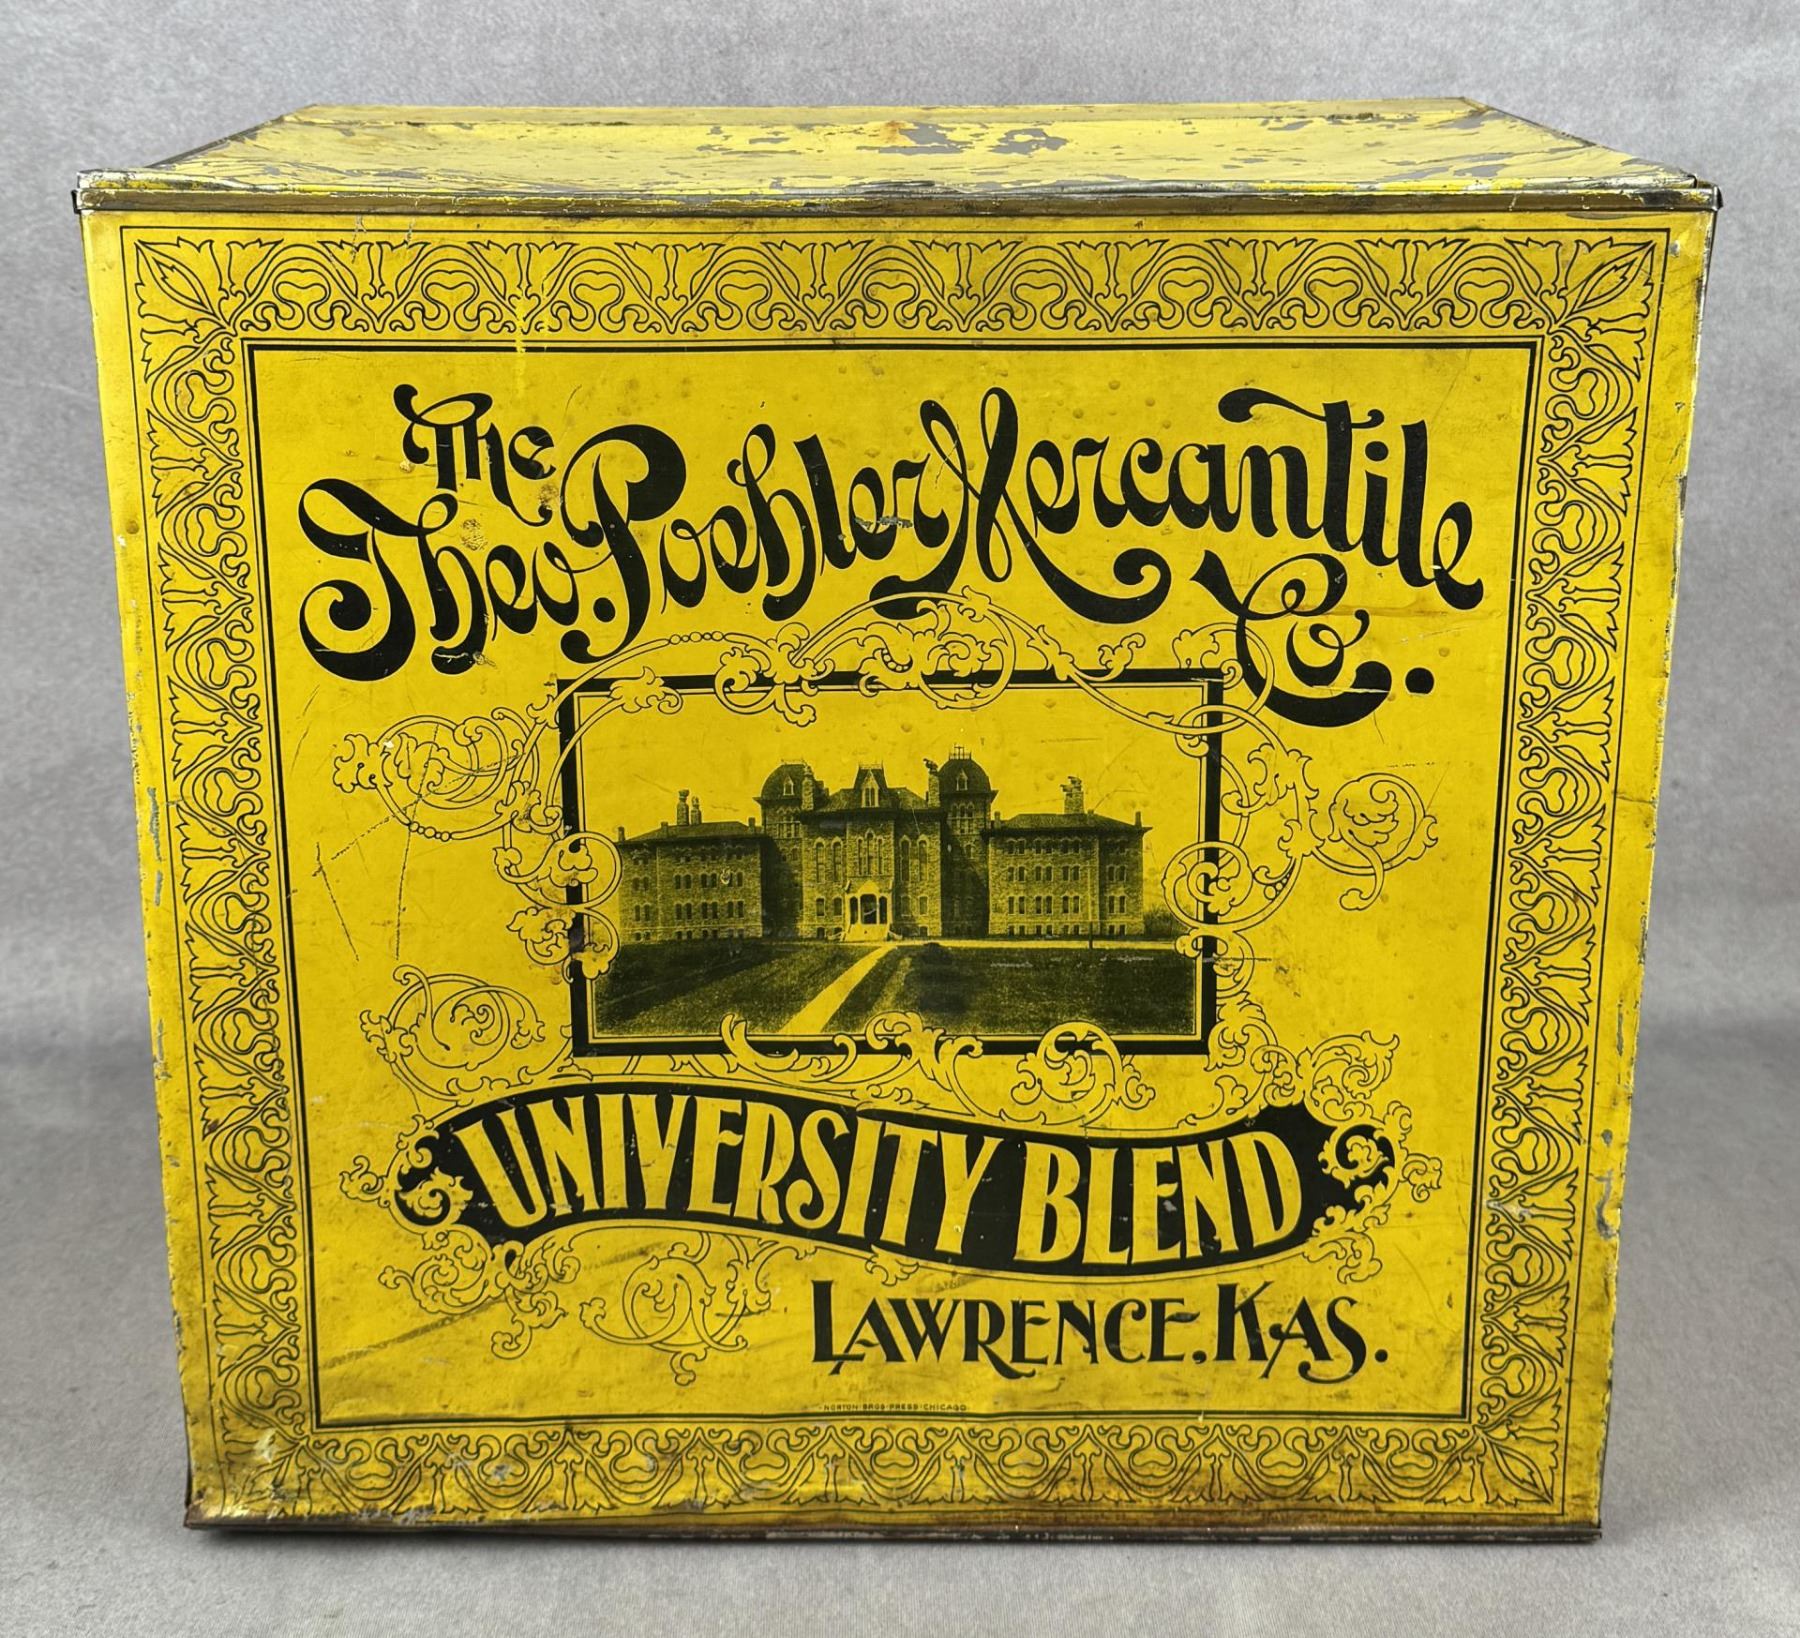 The
Theo. Poehler Mercantile
Co..
UNIVERSITY BLEND
LAWRENCE, KAS.
NORTON BROS PRESS CHICAGO